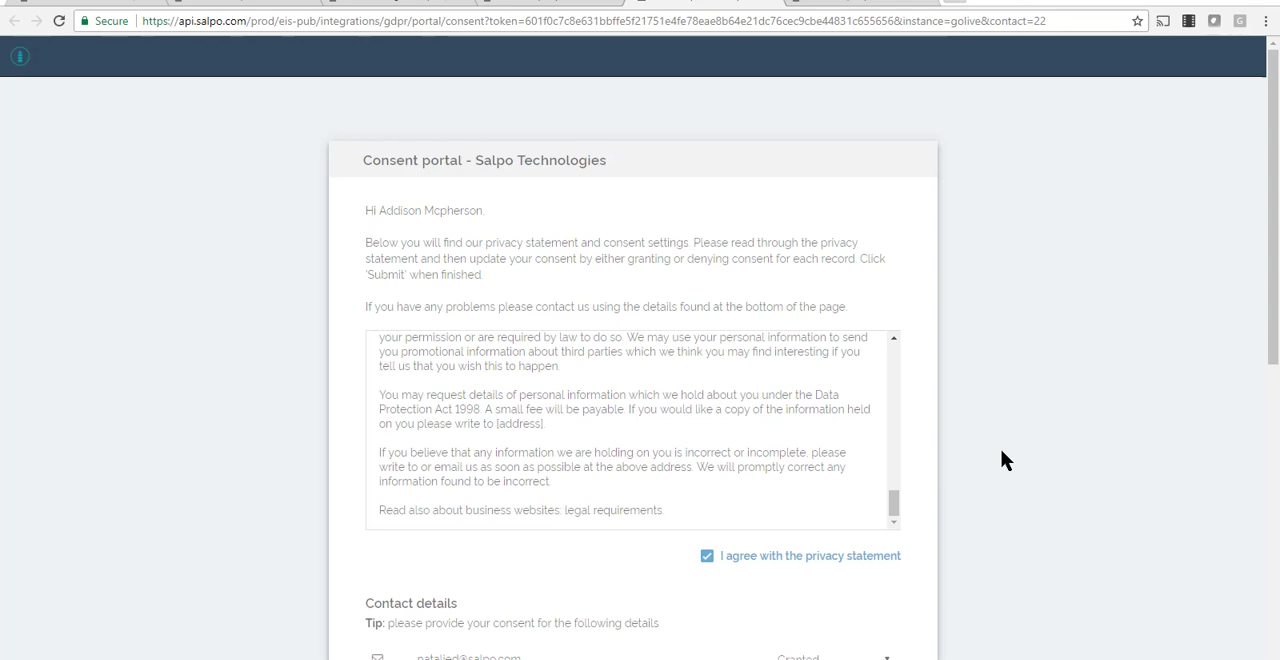 Secure https://api.salpo.com/prod/eis-pub/integrations/gdpr/portal/consent?token=601f0c7c8e631bbffe5f21751e4fe78ea8b64e21dc76cec9cbe44831c655656&instance=golive&contact=22
Consent portal - Salpo Technologies
Hi Addison Mcpherson,
Below you will find our privacy statement and consent settings. Please read through the privacy
statement and then update your consent by either granting or denying consent for each record. Click
'Submit' when finished.
If you have any problems please contact us using the details found at the bottom of the page.
your permission or are required by law to do so. We may use your personal information to send
you promotional information about third parties which we think you may find interesting if you
tell us that you wish this to happen.
You may request details of personal information which we hold about you under the Data
Protection Act 1998. A small fee will be payable. If you would like a copy of the information held
on you please write to [address].
If you believe that any information we are holding on you is incorrect or incomplete, please
write to or email us as soon as possible at the above address. We will promptly correct any
information found to be incorrect
Read also about business websites: legal requirements.
I agree with the privacy statement
Contact details
Tip: please provide your consent for the following details
natalied@salpo.com Granted